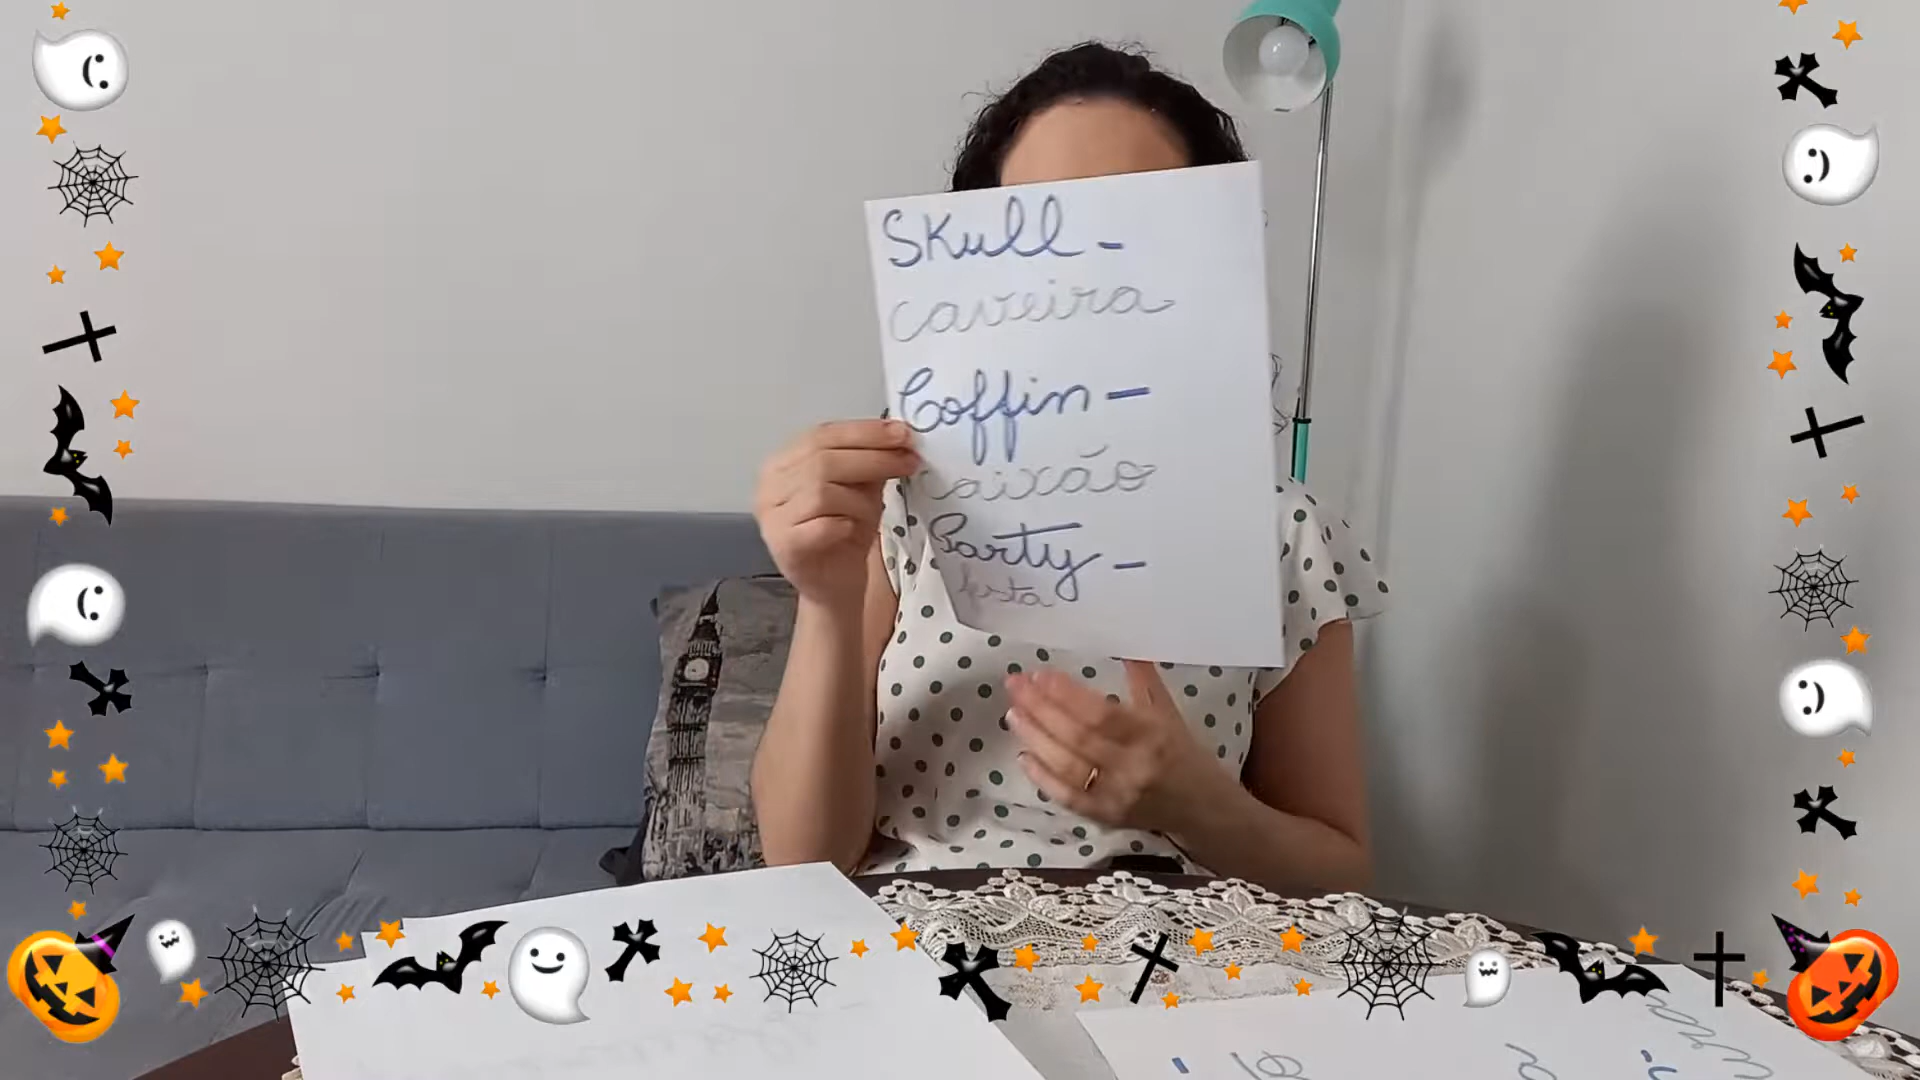 Skull -
caveira
Coffin -
caixão
Party -
festa